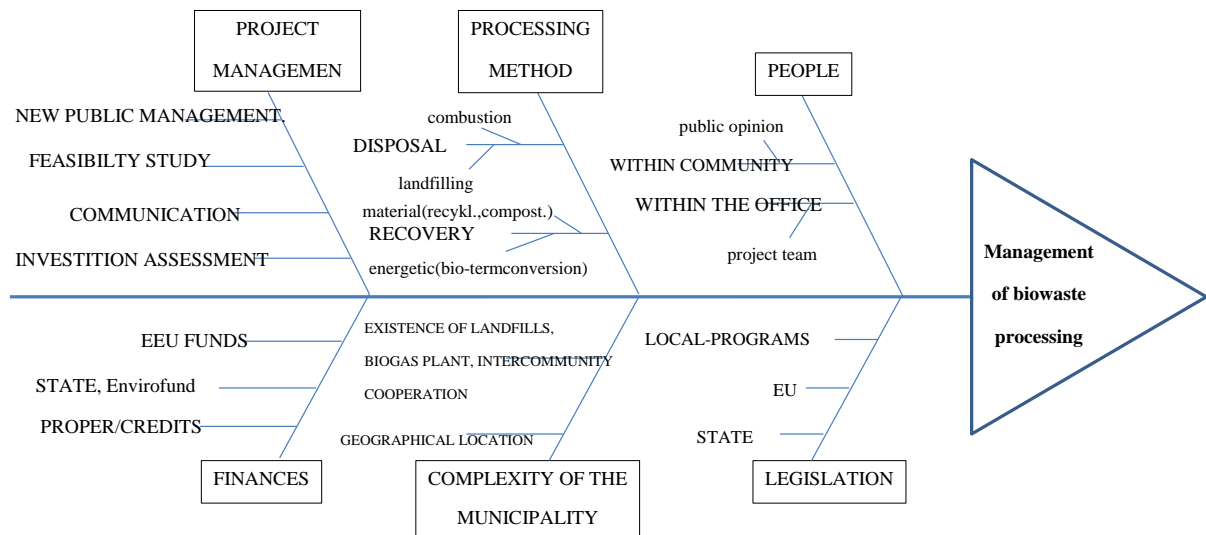 PROJECT
MANAGEMEN
PROCESSING
METHOD
PEOPLE
NEW PUBLIC MANAGEMENT.
FEASIBILTY STUDY
COMMUNICATION
INVESTITION ASSESSMENT
combustion
DISPOSAL
landfilling
material(recykl.,compost.)
RECOVERY
energetic(bio-termconversion)
public opinion
WITHIN COMMUNITY
WITHIN THE OFFICE
project team
Management
of biowaste
processing
EEU FUNDS
STATE, Envirofund
PROPER/CREDITS
EXISTENCE OF LANDFILLS,
BIOGAS PLANT, INTERCOMMUNITY
COOPERATION
GEOGRAPHICAL LOCATION
LOCAL-PROGRAMS
EU
STATE
FINANCES
COMPLEXITY OF THE
MUNICIPALITY
LEGISLATION